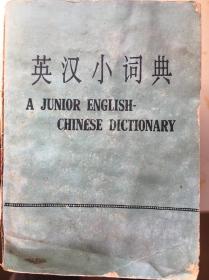 英汉小词典
A JUNIOR ENGLISH-
CHINESE DICTIONARY